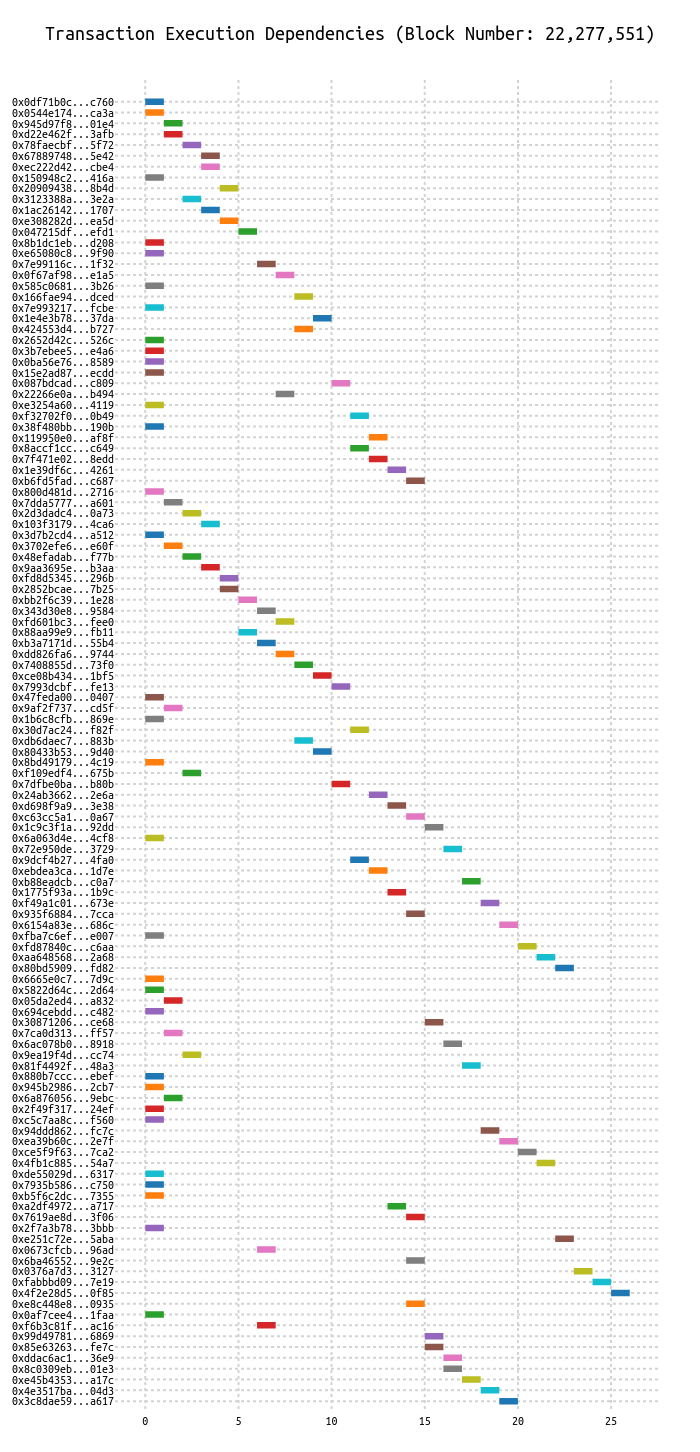 Transaction Execution Dependencies (Block Number: 22,277,551)
0x0df71b0c...c760
0x0544e174...ca3a
0x945d97f8...01e4
0xd22e462f...3afb
0x78faecbf...5f72
0x67889748...5e42
0xec222d42...cbe4
0x150948c2...416a
0x20909438...8b4d
0x3123388a...3e2a
0x1ac26142...1707
0xe308282d...ea5d
0x047215df...efd1
0x8b1dc1eb...d208
0xe65080c8...9f90
0x7e99116c...1f32
0x0f67af98...e1a5
0x585c0681...3b26
0x166fae94...dced
0x7e993217...fcbe
0x1e4e3b78...37da
0x424553d4...b727
0x2652d42c...526c
0x3b7ebee5...e4a6
0x0ba56e76...8589
0x15e2ad87...ecdd
0x087bdcad...c809
0x22266e0a...b494
0xe3254a60...4119
0xf32702f0...0b49
0x38f480bb...190b
0x119950e0...af8f
0x8accf1cc...c649
0x7f471e02...8edd
0x1e39df6c...4261
0xb6fd5fad...c687
0x800d481d...2716
0x7dda5777...a601
0x2d3dadc4...0a73
0x103f3179...4ca6
0x3d7b2cd4...a512
0x3702efe6...e60f
0x48efadab...f77b
0x9aa3695e...b3aa
0xfd8d5345...296b
0x2852bcae...7b25
0xbb2f6c39...1e28
0x343d30e8...9584
0xfd601bc3...fee0
0x88aa99e9...fb11
0xb3a7171d...55b4
0xdd826fa6...9744
0x7408855d...73f0
0xce08b434...1bf5
0x7993dcbf...fe13
0x47feda00...0407
0x9af2f737...cd5f
0x1b6c8cfb...869e
0x30d7ac24...f82f
0xdb6daec7...883b
0x80433b53...9d40
0x8bd49179...4c19
0xf109edf4...675b
0x7dfbe0ba...b80b
0x24ab3662...2e6a
0xd698f9a9...3e38
0xc63cc5a1...0a67
0x1c9c3f1a...92dd
0x6a063d4e...4cf8
0x72e950de...3729
0x9dcf4b27...4fa0
0xebdea3ca...1d7e
0xb88eadcb...c0a7
0x1775f93a...1b9c
0xf49a1c01...673e
0x935f6884...7cca
0x6154a83e...686c
0xfba7c6ef...e007
0xfd87840c...c6aa
0xaa648568...2a68
0x80bd5909...fd82
0x6665e0c7...7d9c
0x5822d64c...2d64
0x05da2ed4...a832
0x694cebdd...c482
0x30871206...ce68
0x7ca0d313...ff57
0x6ac078b0...8918
0x9ea19f4d...cc74
0x81f4492f...48a3
0x880b7ccc...ebef
0x945b2986...2cb7
0x6a876056...9ebc
0x2f49f317...24ef
0xc5c7aa8c...f560
0x94ddd862...fc7c
0xea39b60c...2e7f
0xce5f9f63...7ca2
0x4fb1c885...54a7
0xde55029d...6317
0x7935b586...c750
0xb5f6c2dc...7355
0xa2df4972...a717
0x7619ae8d...3f06
0x2f7a3b78...3bbb
0xe251c72e...5aba
0x0673cfcb...96ad
0x6ba46552...9e2c
0x0376a7d3...3127
0xfabbbd09...7e19
0x4f2e28d5...0f85
0xe8c448e8...0935
0x0af7cee4...1faa
0xf6b3c81f...ac16
0x99d49781...6869
0x85e63263...fe7c
0xddac6ac1...36e9
0x8c0309eb...01e3
0xe45b4353...a17c
0x4e3517ba...04d3
0x3c8dae59...a617
0 5 10 15 20 25